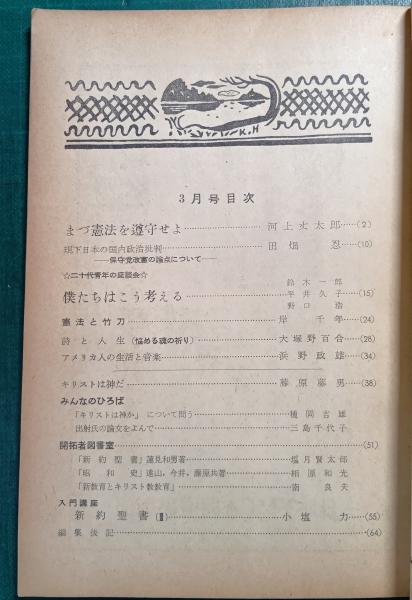 K.H
3月号目次
まづ憲法を遵守せよ……河上丈太郎……(2)
現下日本の国内政治批判……田畑忍……(10)
――保守党改憲の論点について――
☆二十代青年の座談会☆
鈴木一郎
僕たちはこう考える……平井久子……(15)
野口浩
憲法と竹刀……岸千年……(24)
詩と人生(悩める魂の祈り)……大塚野百合……(28)
アメリカ人の生活と音楽……浜野政雄……(34)
キリストは神だ……藤原藤男……(38)
みんなのひろば
「キリストは神か」について問う……種岡吉雄
出射氏の論文をよんで……三島千代子
開拓者図書室……(51)
「新約聖書」蓮見和男著……塩月賢太郎
「昭和史」遠山、今井、藤原共著……柏原和光
「新教育とキリスト教教育」……南良夫
入門講座
新約聖書(Ⅱ)……小塩力……(55)
編集後記……(64)